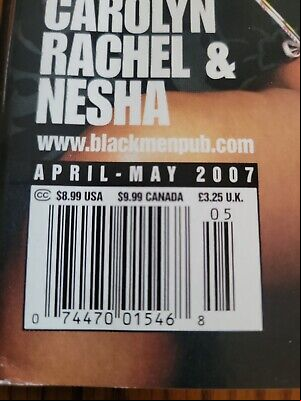 CAROLYN
RACHEL &
NESHA
www.blackmenpub.com
APRIL - MAY 2007
CC $8.99 USA $9.99 CANADA £3.25 U.K.
05
0 74470 01546 8